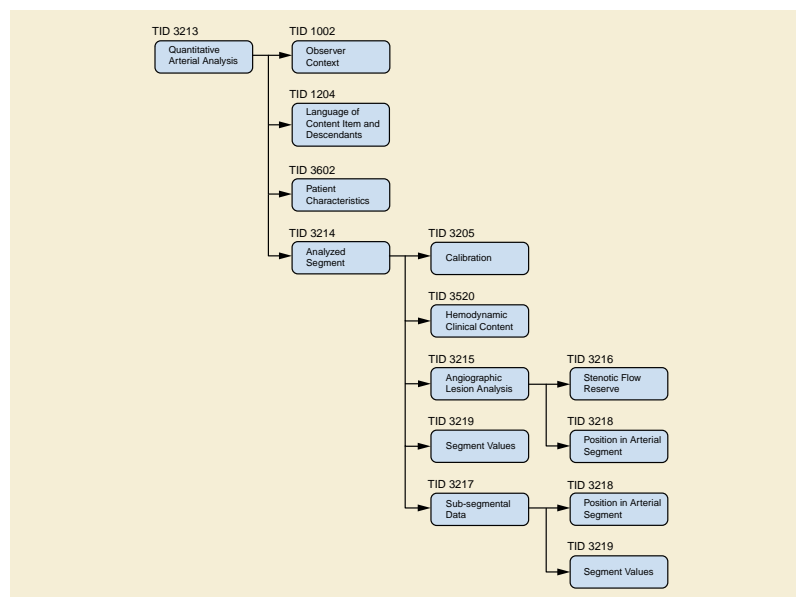 TID 3213
Quantitative
Arterial Analysis
TID 1002
Observer
Context
TID 1204
Language of
Content Item and
Descendants
TID 3602
Patient
Characteristics
TID 3214
Analyzed
Segment
TID 3205
Calibration
TID 3520
Hemodynamic
Clinical Content
TID 3215
Angiographic
Lesion Analysis
TID 3216
Stenotic Flow
Reserve
TID 3218
Position in Arterial
Segment
TID 3219
Segment Values
TID 3217
Sub-segmental
Data
TID 3218
Position in Arterial
Segment
TID 3219
Segment Values